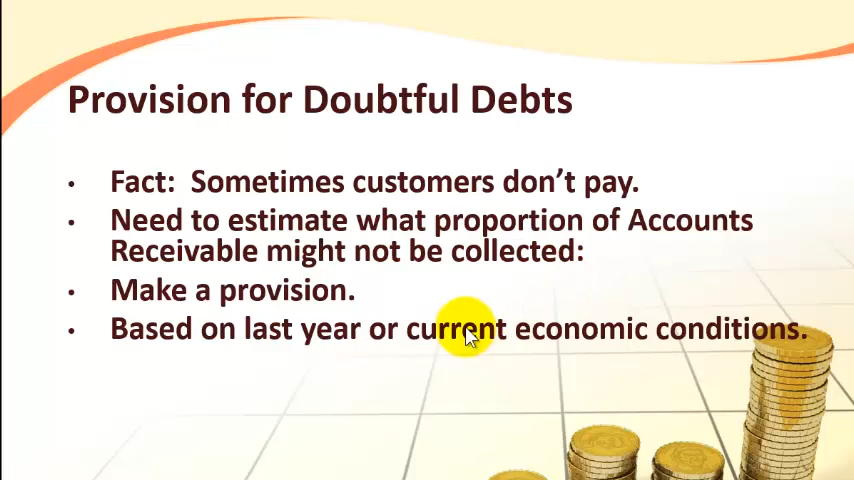 Provision for Doubtful Debts
• Fact: Sometimes customers don't pay.
• Need to estimate what proportion of Accounts
Receivable might not be collected:
• Make a provision.
• Based on last year or current economic conditions.